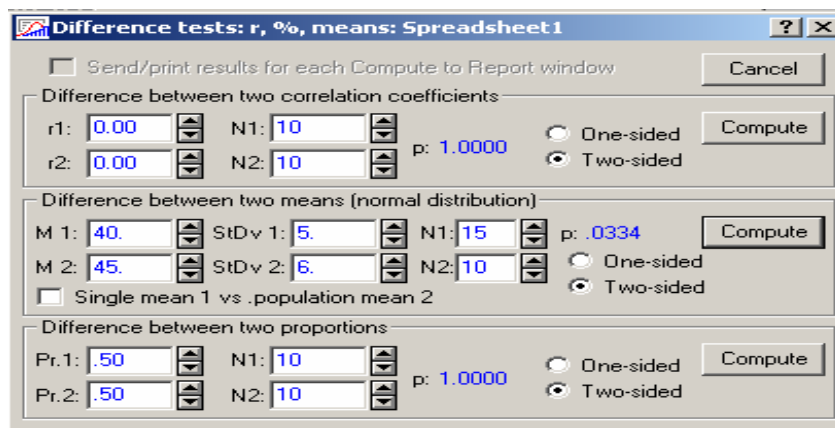 Difference tests: r, %, means: Spreadsheet1
Send/print results for each Compute to Report window Cancel
Difference between two correlation coefficients
r1: 0.00 N1: 10 One-sided Compute
p: 1.0000
r2: 0.00 N2: 10 Two-sided
Difference between two means (normal distribution)
M 1: 40. StDv 1: 5. N1: 15 p: .0334 Compute
M 2: 45. StDv 2: 6. N2: 10 One-sided
Two-sided
Single mean 1 vs .population mean 2
Difference between two proportions
Pr.1: .50 N1: 10 One-sided Compute
p: 1.0000
Pr.2: .50 N2: 10 Two-sided